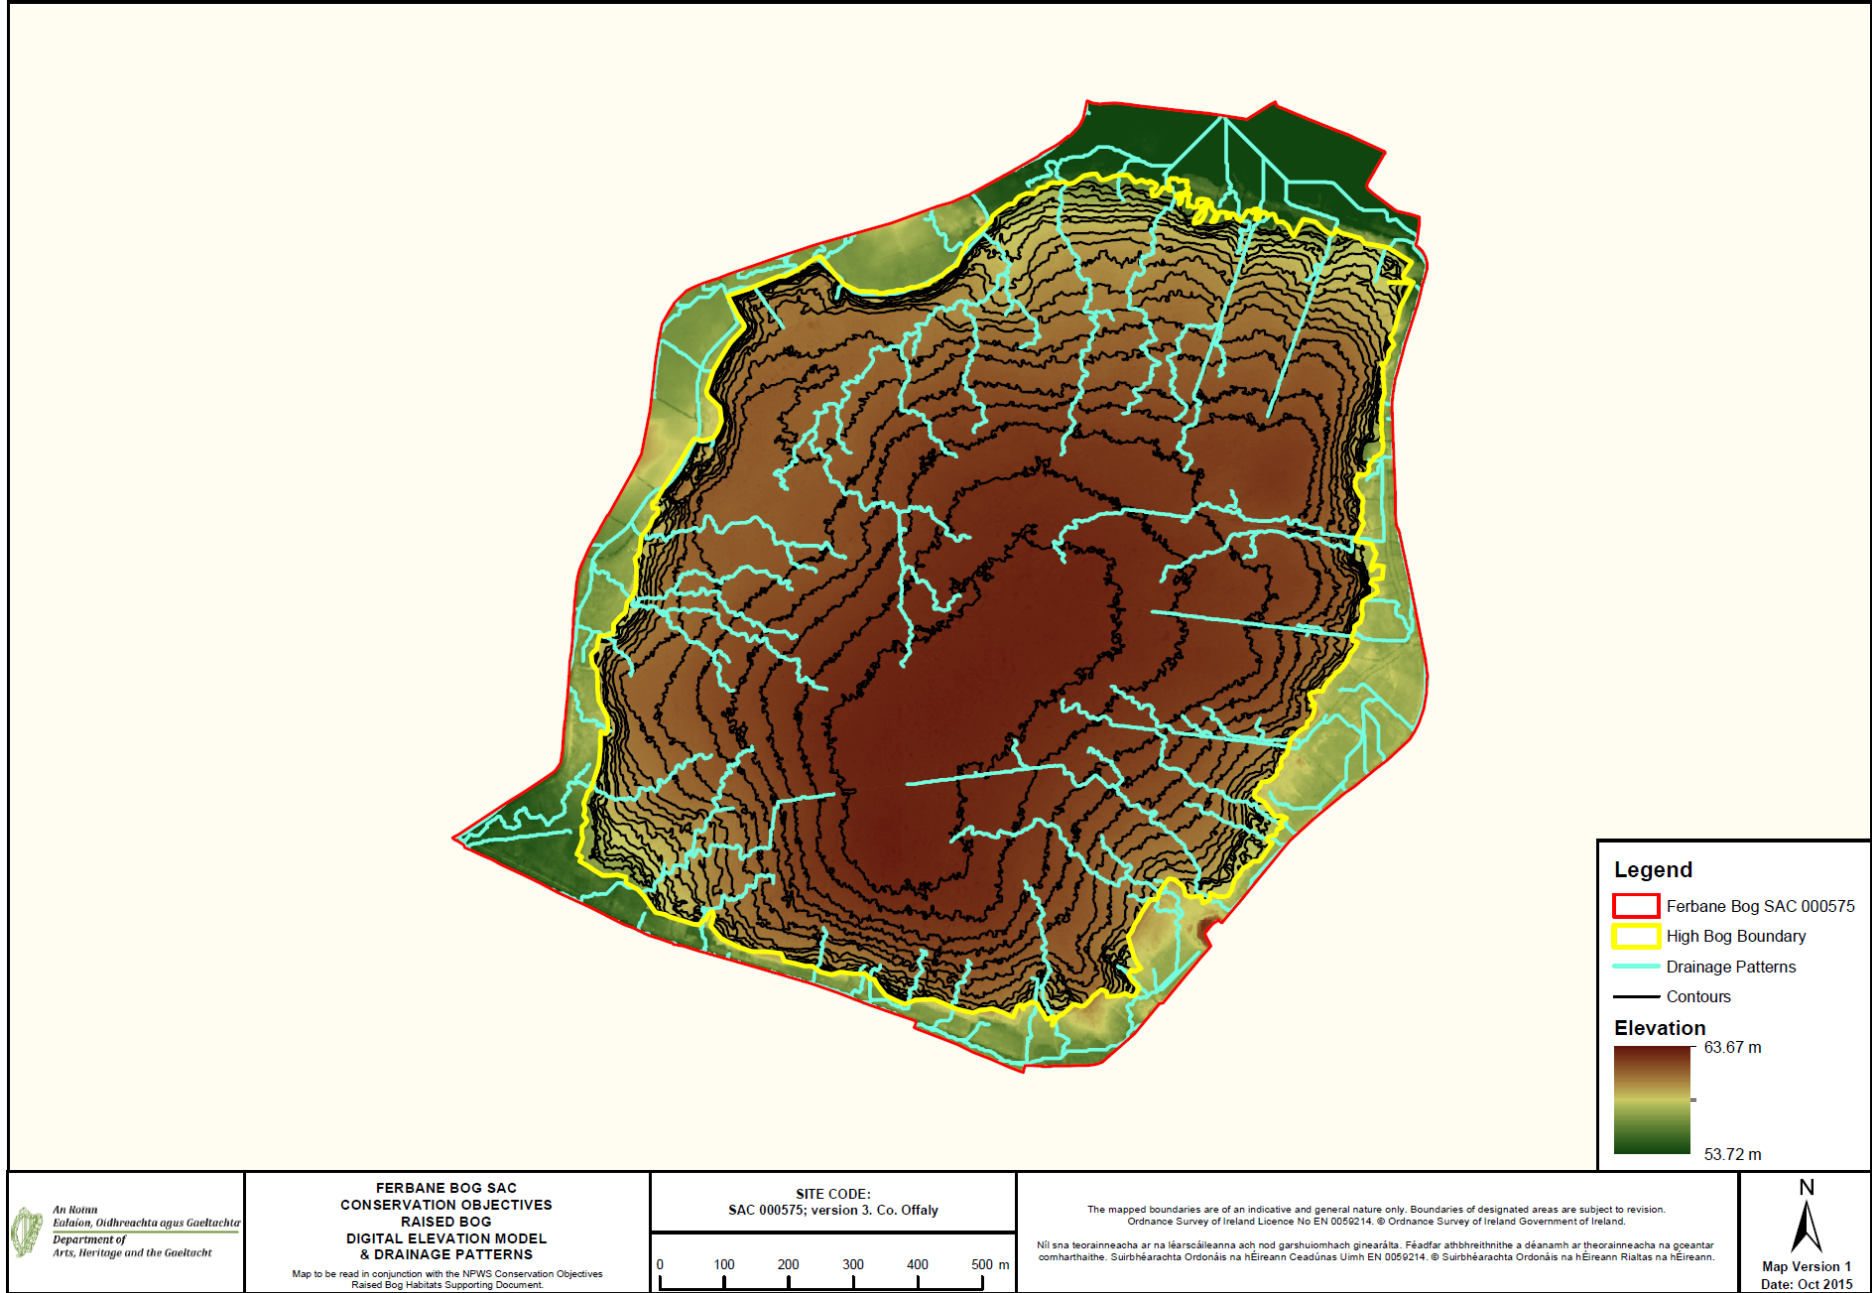 Legend
Ferbane Bog SAC 000575
High Bog Boundary
Drainage Patterns
Contours
Elevation
63.67 m
53.72 m
An Roinn
Ealaíon, Oidhreachta agus Gaeltachta
Department of
Arts, Heritage and the Gaeltacht
FERBANE BOG SAC
CONSERVATION OBJECTIVES
RAISED BOG
DIGITAL ELEVATION MODEL
& DRAINAGE PATTERNS
Map to be read in conjunction with the NPWS Conservation Objectives
Raised Bog Habitats Supporting Document.
SITE CODE:
SAC 000575; version 3. Co. Offaly
0 100 200 300 400 500 m
The mapped boundaries are of an indicative and general nature only. Boundaries of designated areas are subject to revision.
Ordnance Survey of Ireland Licence No EN 0059214. © Ordnance Survey of Ireland Government of Ireland.
Níl sna teorainneacha ar na léarscáileanna ach nod garshuiomhach ginearálta. Féadfar athbhreithnithe a déanamh ar theorainneacha na gceantar
comharthaithe. Suirbhéarachta Ordonáis na hÉireann Ceadúnas Uimh EN 0059214. © Suirbhéarachta Ordonáis na hÉireann Rialtas na hÉireann.
N
Map Version 1
Date: Oct 2015